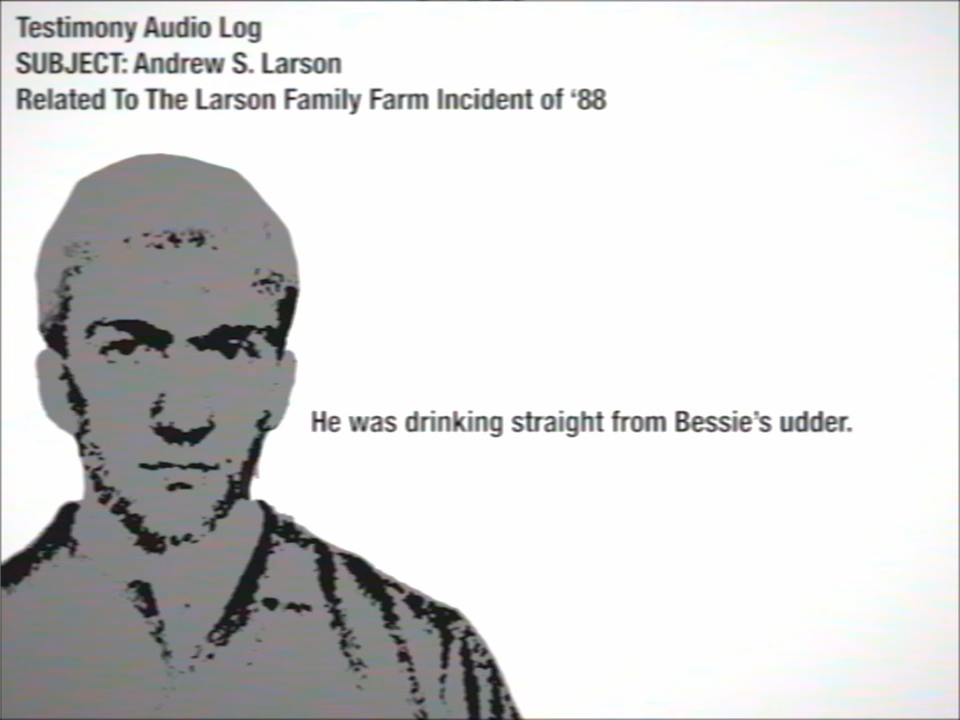 Testimony Audio Log
SUBJECT: Andrew S. Larson
Related To The Larson Family Farm Incident of ‘88
He was drinking straight from Bessie’s udder.